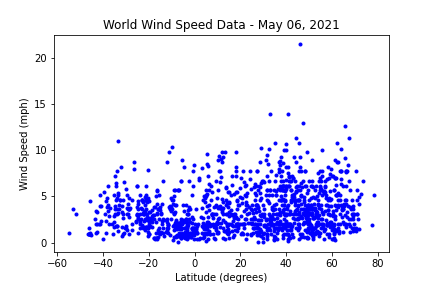 World Wind Speed Data - May 06, 2021
20
15
10
5
0
Wind Speed (mph)
−60 −40 −20 0 20 40 60 80
Latitude (degrees)